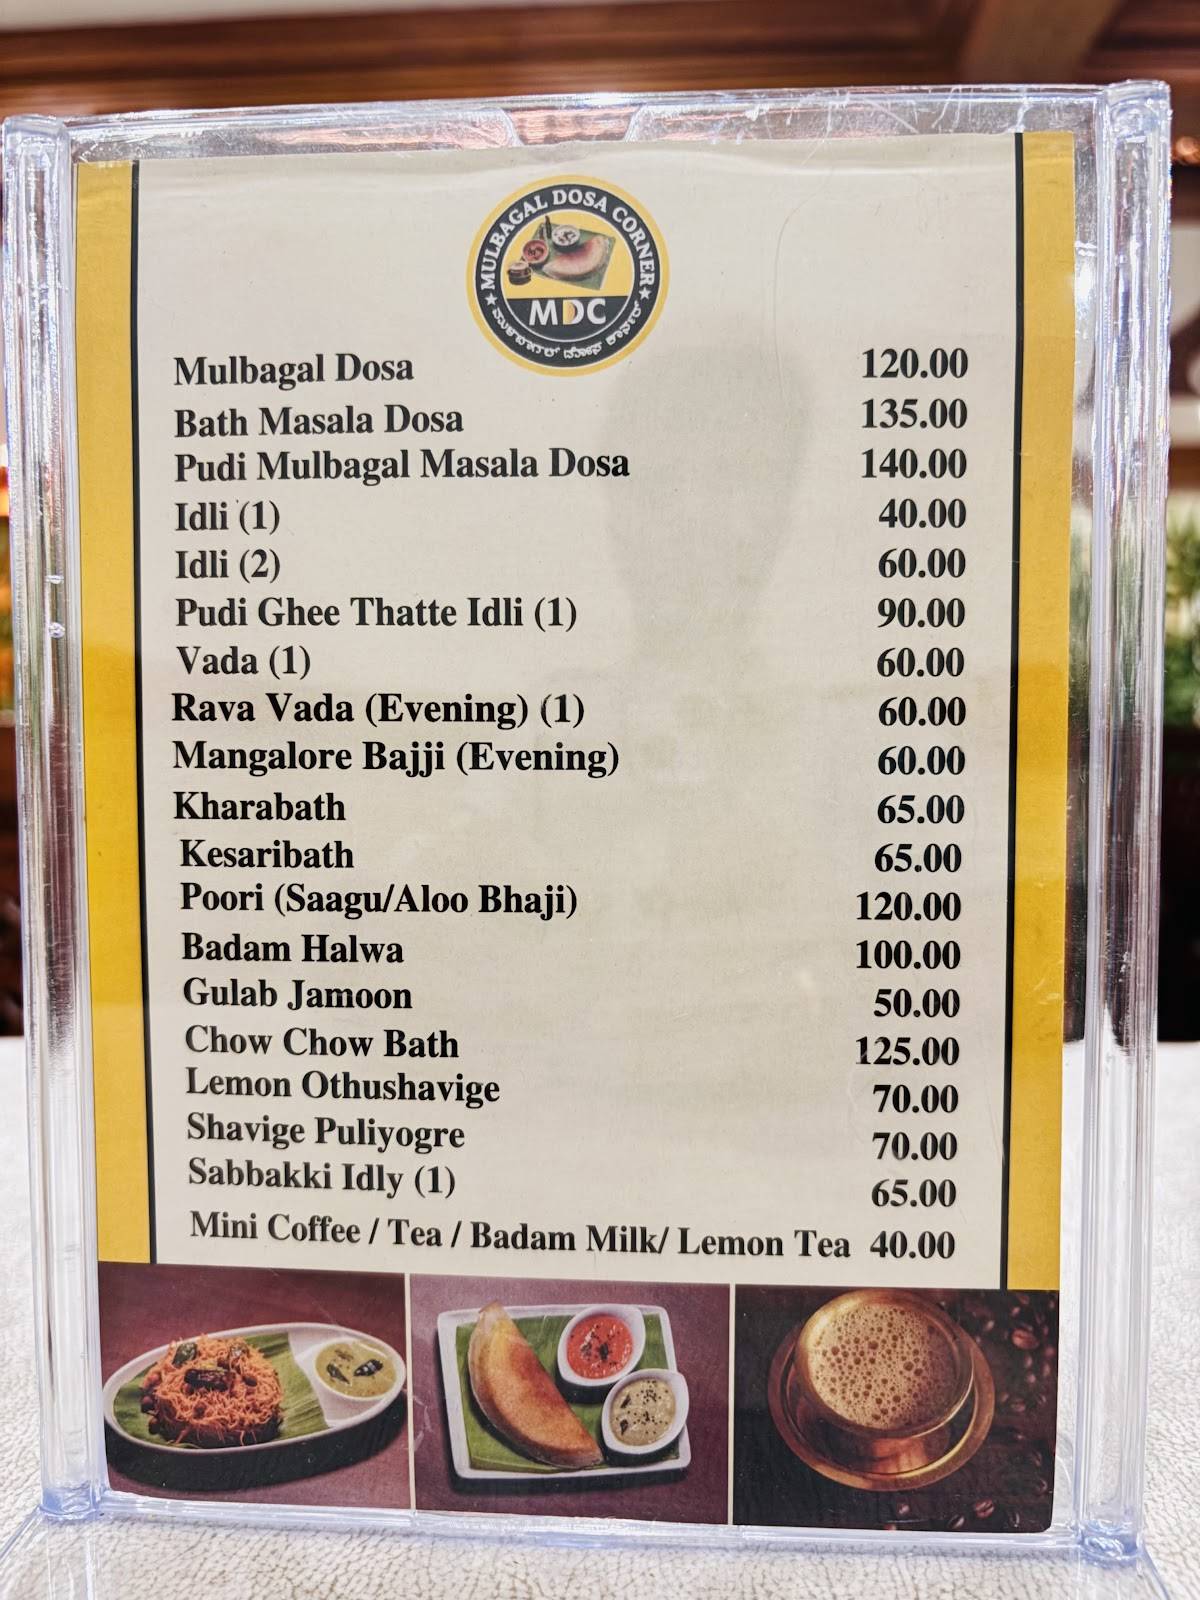 MULBAGAL DOSA CORNER
MDC
ಮುಳಬಾಗಲ್ ದೋಸೆ ಕಾರ್ನರ್
Mulbagal Dosa 120.00
Bath Masala Dosa 135.00
Pudi Mulbagal Masala Dosa 140.00
Idli (1) 40.00
Idli (2) 60.00
Pudi Ghee Thatte Idli (1) 90.00
Vada (1) 60.00
Rava Vada (Evening) (1) 60.00
Mangalore Bajji (Evening) 60.00
Kharabath 65.00
Kesaribath 65.00
Poori (Saagu/Aloo Bhaji) 120.00
Badam Halwa 100.00
Gulab Jamoon 50.00
Chow Chow Bath 125.00
Lemon Othushavige 70.00
Shavige Puliyogre 70.00
Sabbakki Idly (1) 65.00
Mini Coffee / Tea / Badam Milk/ Lemon Tea 40.00